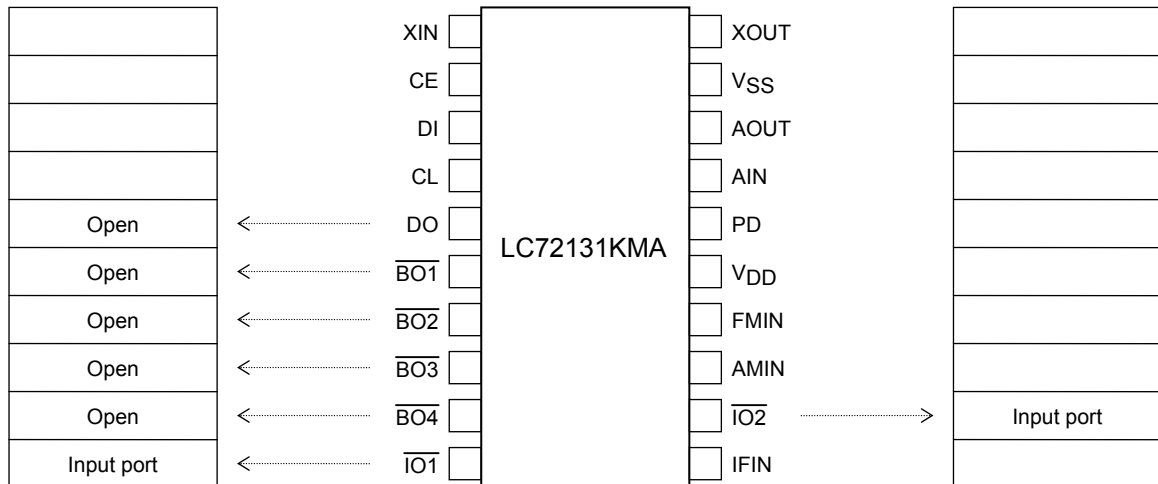 XIN XOUT
CE VSS
DI AOUT
CL AIN
Open DO PD
LC72131KMA
Open BO1 VDD
Open BO2 FMIN
Open BO3 AMIN
Open BO4 IO2 Input port
Input port IO1 IFIN